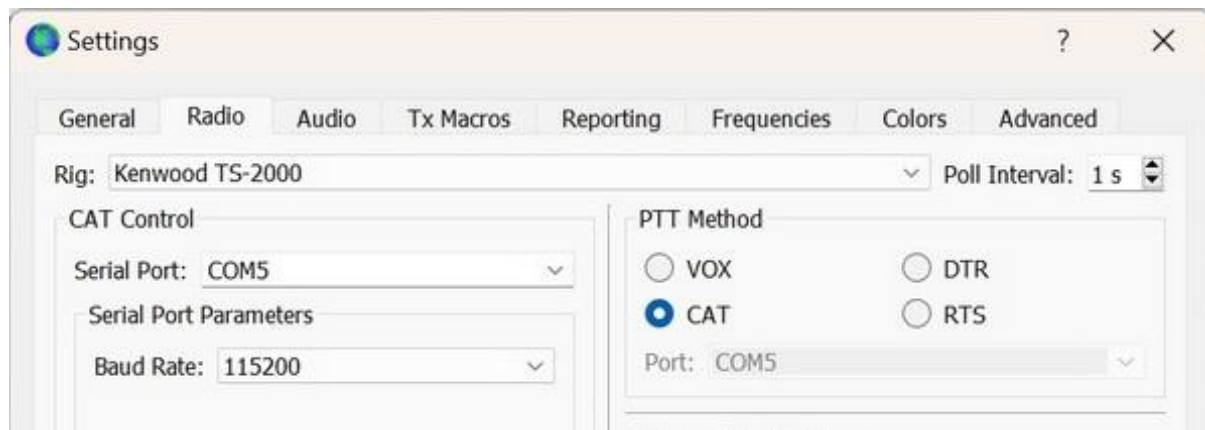 Settings
General Radio Audio Tx Macros Reporting Frequencies Colors Advanced
Rig: Kenwood TS-2000 Poll Interval: 1 s
CAT Control
Serial Port: COM5
Serial Port Parameters
Baud Rate: 115200
PTT Method
VOX DTR
CAT RTS
Port: COM5